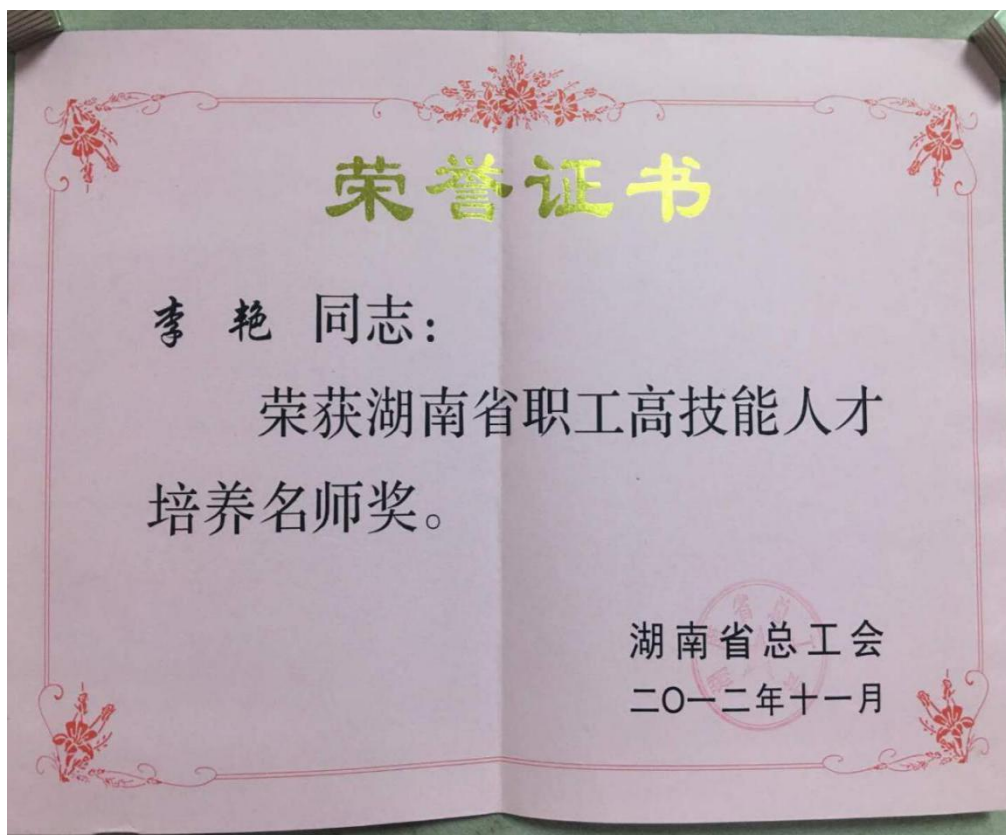 荣誉证书
李艳同志：
荣获湖南省职工高技能人才
培养名师奖。
湖南省总工会
二〇一二年十一月